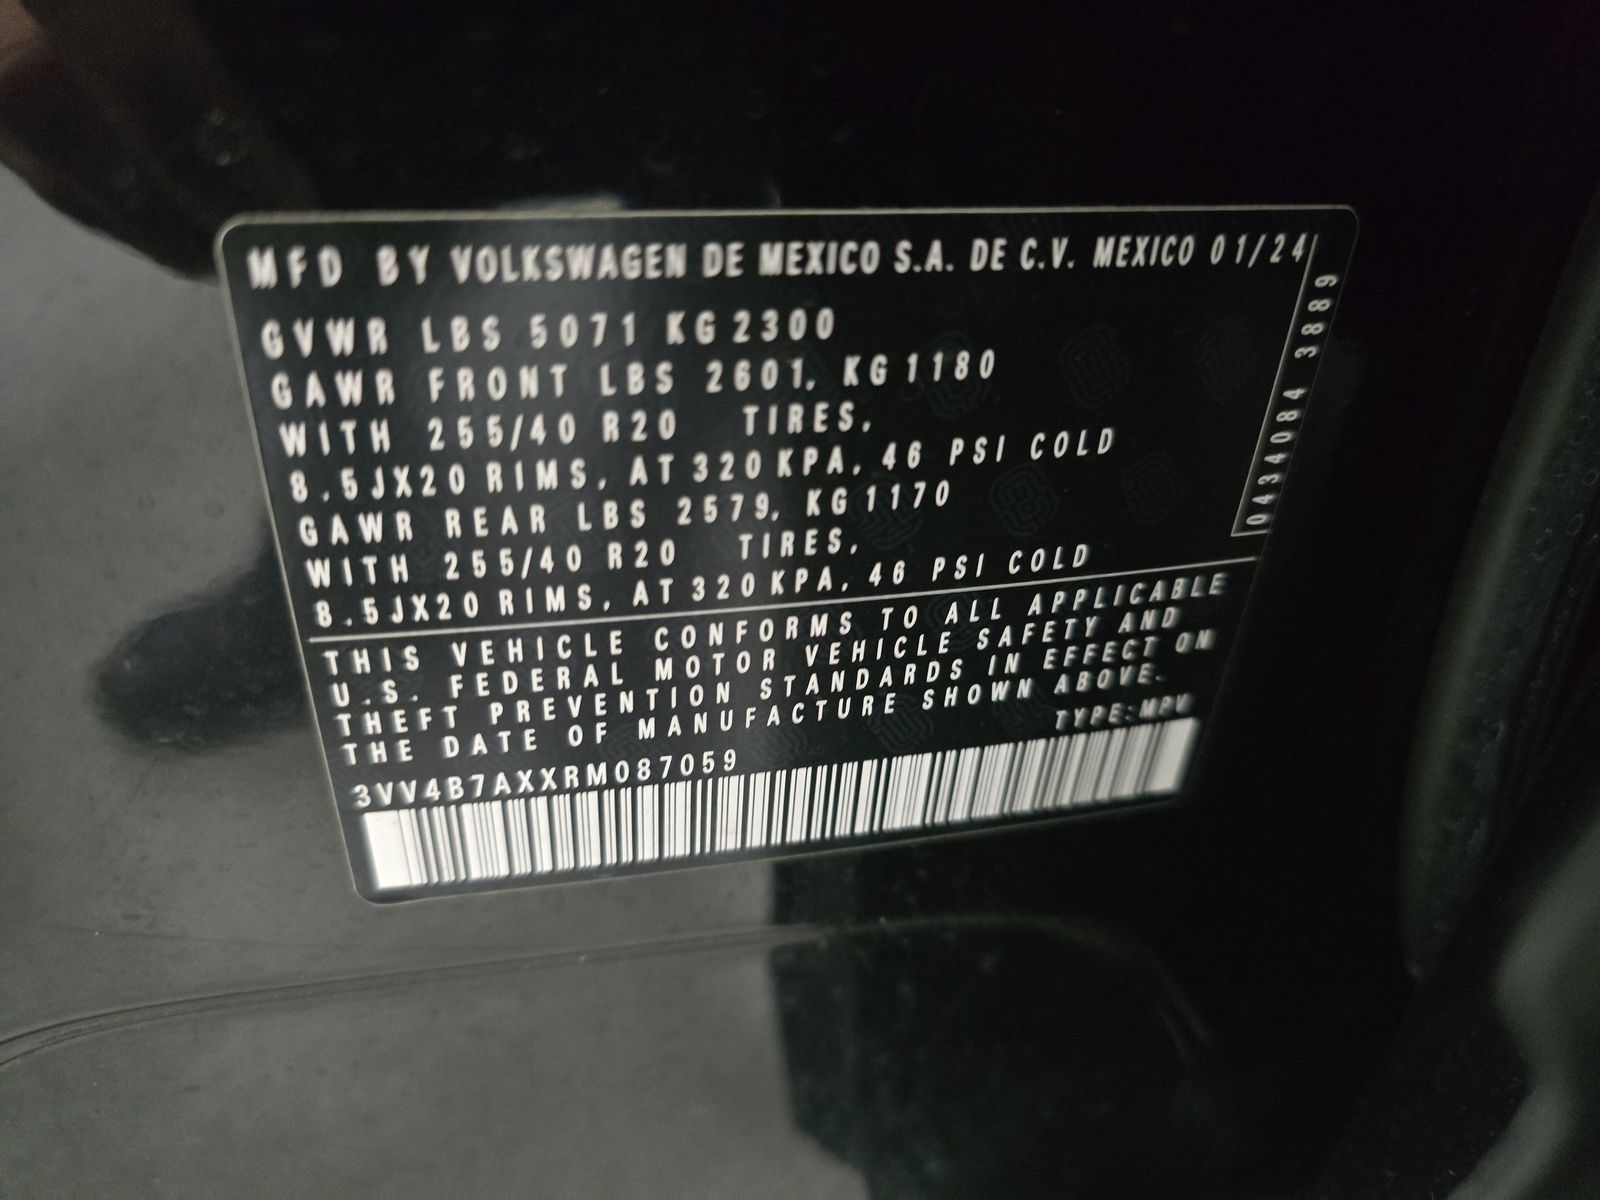 MFD BY VOLKSWAGEN DE MEXICO S.A. DE C.V. MEXICO 01/24
GVWR LBS 5071 KG 2300
GAWR FRONT LBS 2601, KG 1180
WITH 255/40 R20 TIRES,
8.5JX20 RIMS, AT 320 KPA, 46 PSI COLD
GAWR REAR LBS 2579, KG 1170
WITH 255/40 R20 TIRES,
8.5JX20 RIMS, AT 320 KPA, 46 PSI COLD
0434084 3889
THIS VEHICLE CONFORMS TO ALL APPLICABLE
U.S. FEDERAL MOTOR VEHICLE SAFETY AND
THEFT PREVENTION STANDARDS IN EFFECT ON
THE DATE OF MANUFACTURE SHOWN ABOVE.
TYPE:MPV
3VV4B7AXXRM087059